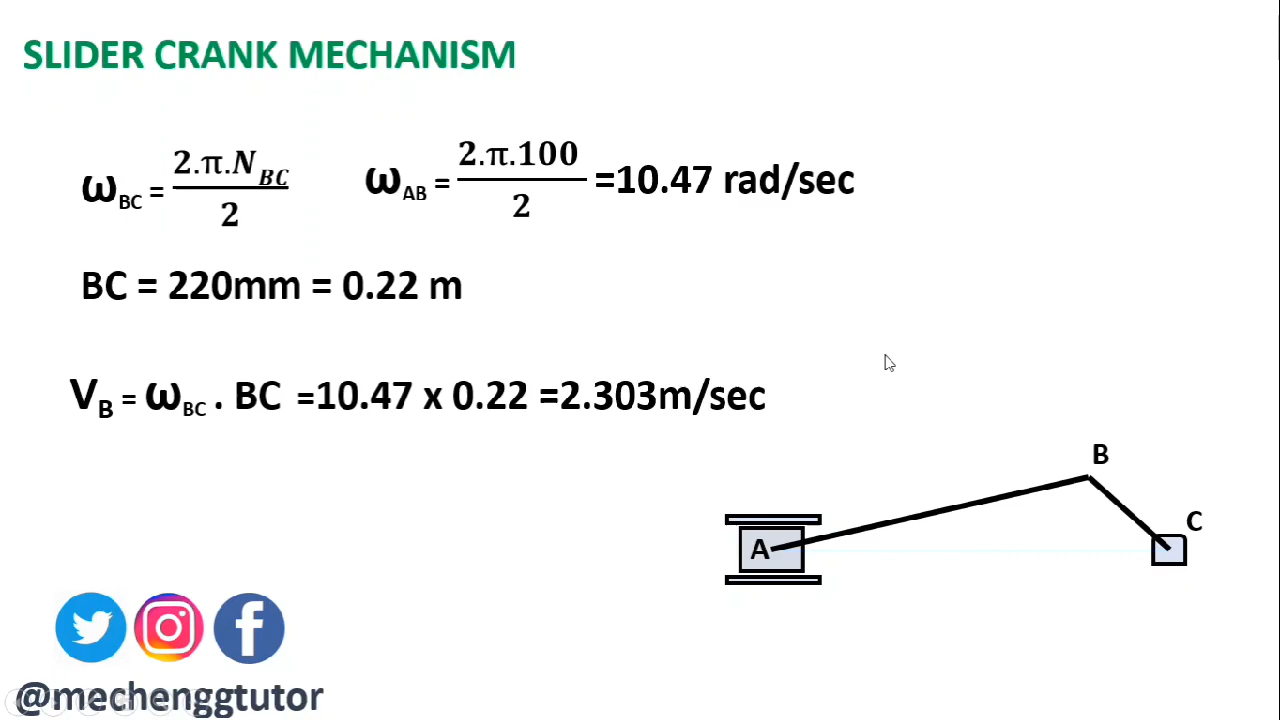 SLIDER CRANK MECHANISM
ωBC = 2.π.NBC / 2    ωAB = 2.π.100 / 2 =10.47 rad/sec
BC = 220mm = 0.22 m
VB = ωBC . BC =10.47 x 0.22 =2.303m/sec
B
C
A
@mechenggtutor